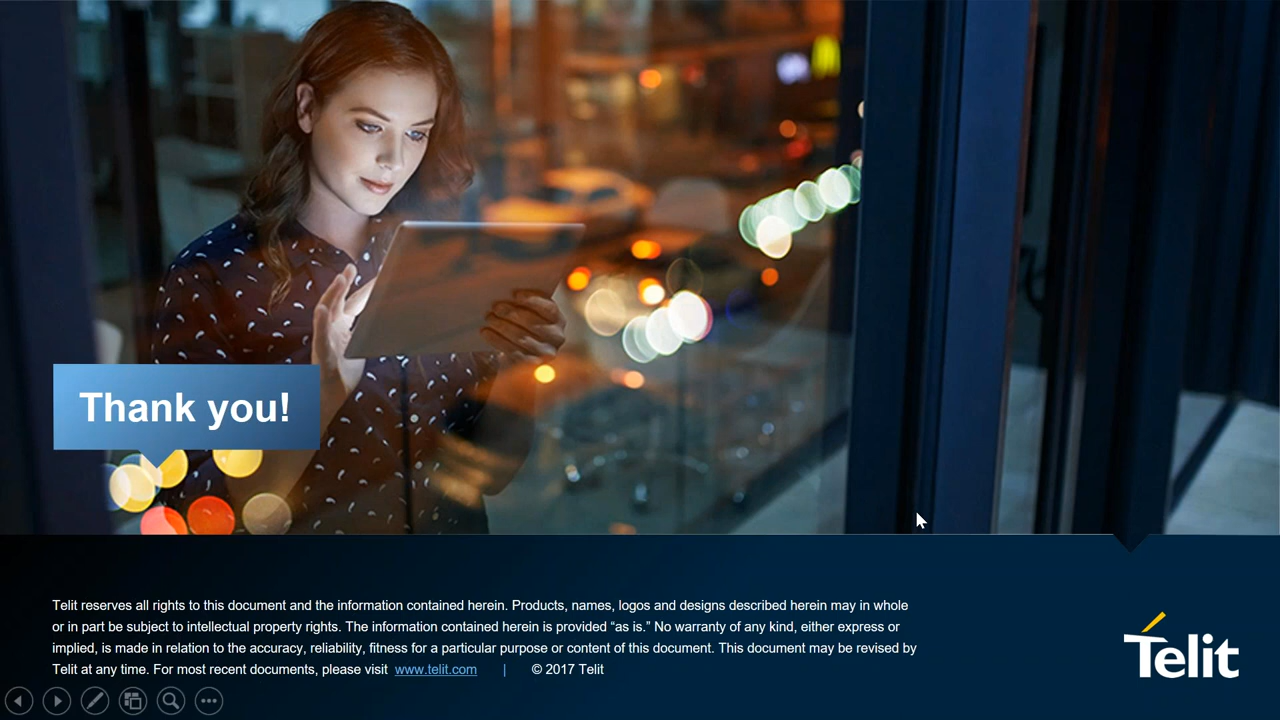 Thank you!
Telit reserves all rights to this document and the information contained herein. Products, names, logos and designs described herein may in whole
or in part be subject to intellectual property rights. The information contained herein is provided “as is.” No warranty of any kind, either express or
implied, is made in relation to the accuracy, reliability, fitness for a particular purpose or content of this document. This document may be revised by
Telit at any time. For most recent documents, please visit www.telit.com | © 2017 Telit
Telit